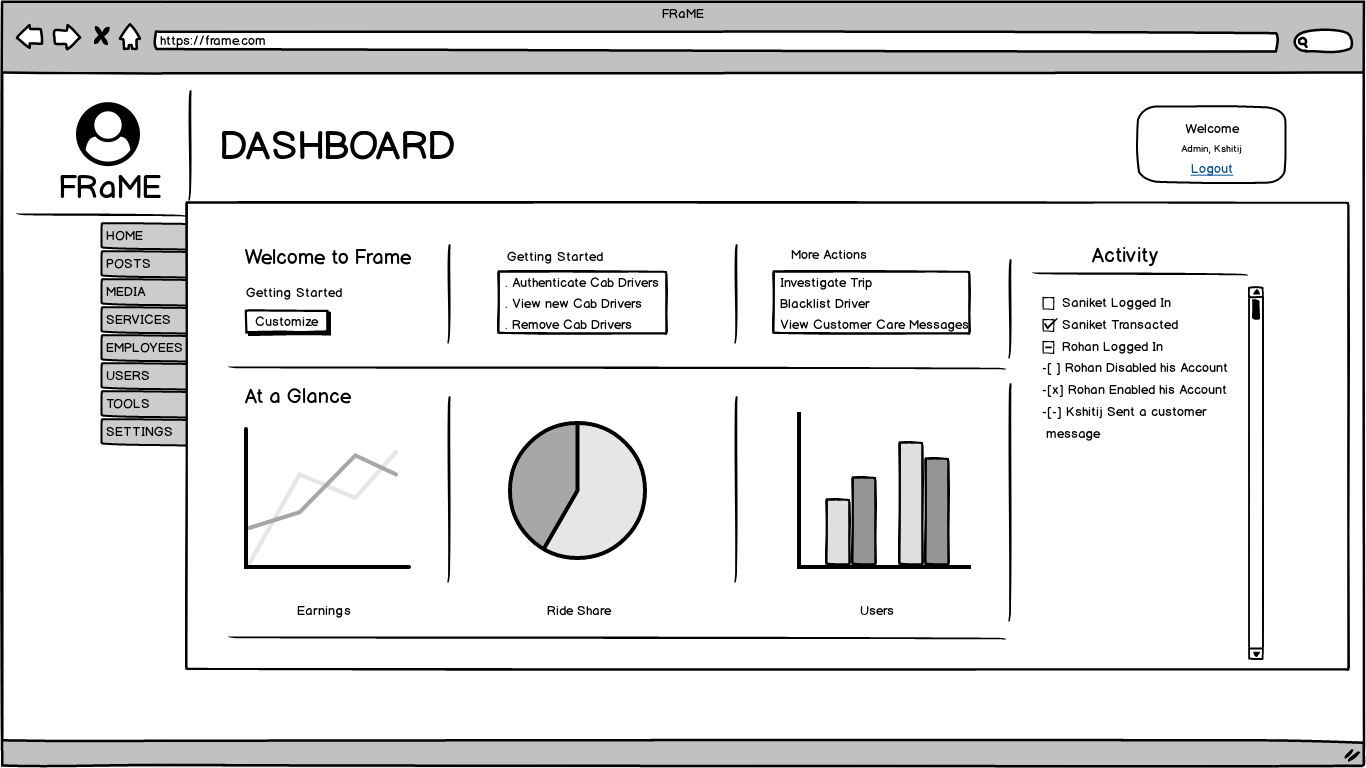 FRaME
https://frame.com
FRaME
DASHBOARD
Welcome
Admin, Kshitij
Logout
HOME
POSTS
MEDIA
SERVICES
EMPLOYEES
USERS
TOOLS
SETTINGS
Welcome to Frame
Getting Started
Customize
Getting Started
. Authenticate Cab Drivers
. View new Cab Drivers
. Remove Cab Drivers
More Actions
Investigate Trip
Blacklist Driver
View Customer Care Messages
Activity
Saniket Logged In
Saniket Transacted
Rohan Logged In
-[ ] Rohan Disabled his Account
-[x] Rohan Enabled his Account
-[-] Kshitij Sent a customer
message
At a Glance
Earnings
Ride Share
Users